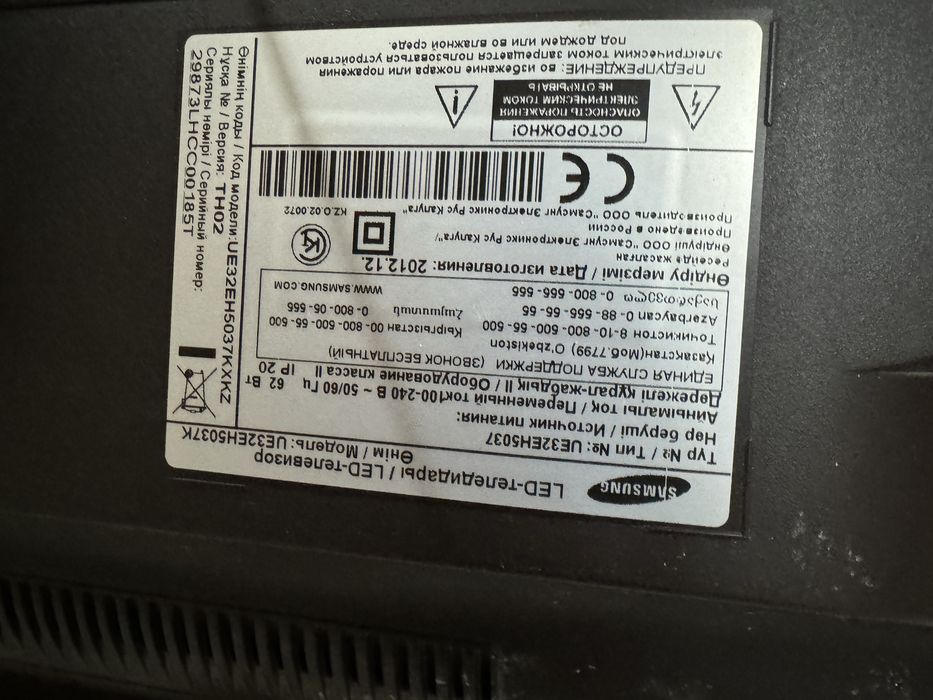 SAMSUNG LED-теледидары / LED-телевизор
Тур № / Тип №: UE32EH5037
Өнім / Модель: UE32EH5037K
Нәр беруші / Источник питания:
Айнымалы ток / Переменный ток100-240 В ~ 50/60 Гц 62 Вт
Дәрежелі құрал-жабдық II / Оборудование класса II IP 20
ЕДИНАЯ СЛУЖБА ПОДДЕРЖКИ (ЗВОНОК БЕСПЛАТНЫЙ)
Қазақстан(Моб.7799) O'zbekiston
Тоҷикистон 8-10- 800-500-55-500 Кыргызстан 00-800-500-55-500
Azərbaycan 0-88-555-55-55 Հայաստան 0-800-05-555
საქართველო 0-800-555-555 WWW.SAMSUNG.COM
Өндіру мерзімі / Дата изготовления: 2012.12.
Ресейде жасалған
Өндіруші ООО "Самсунг Электроникс Рус Калуга"/
Произведено в России
Производитель ООО "Самсунг Электроникс Рус Калуга"
KZ.O.02.0072
CE
ОСТОРОЖНО!
ОПАСНОСТЬ ПОРАЖЕНИЯ
ЭЛЕКТРИЧЕСКИМ ТОКОМ
НЕ ОТКРЫВАТЬ
ПРЕДУПРЕЖДЕНИЕ: во избежание пожара или поражения
электрическим током запрещается пользоваться устройством
под дождем или во влажной среде.
Өнімнің коды / Код модели:UE32EH5037KXKZ
Нұсқа № / Версия: TH02
Сериялы нөмірі / Серийный номер:
29873LHCC00185T